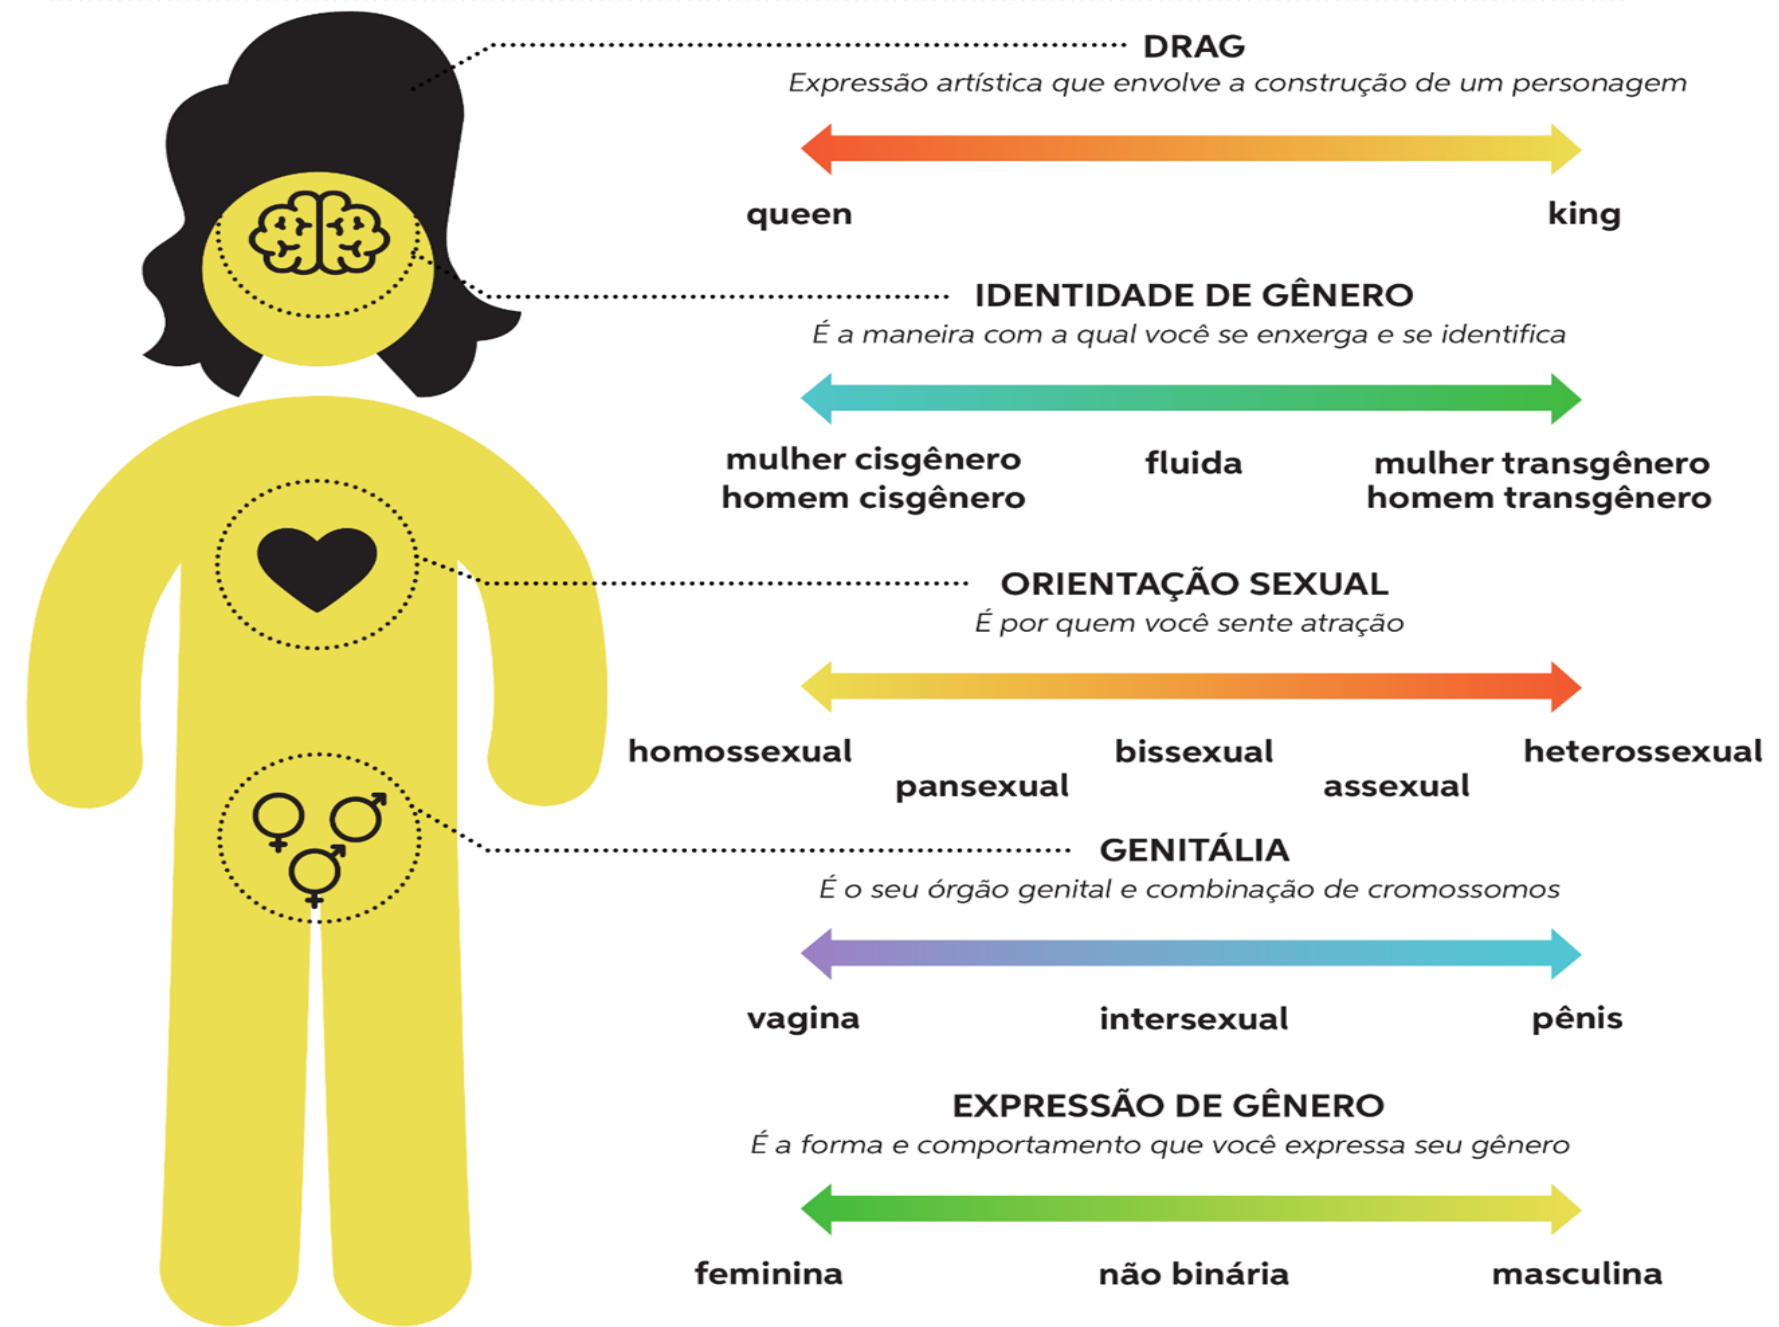 DRAG
Expressão artística que envolve a construção de um personagem
queen king
IDENTIDADE DE GÊNERO
É a maneira com a qual você se enxerga e se identifica
mulher cisgênero fluida mulher transgênero
homem cisgênero homem transgênero
ORIENTAÇÃO SEXUAL
É por quem você sente atração
homossexual bissexual heterossexual
pansexual assexual
GENITÁLIA
É o seu órgão genital e combinação de cromossomos
vagina intersexual pênis
EXPRESSÃO DE GÊNERO
É a forma e comportamento que você expressa seu gênero
feminina não binária masculina